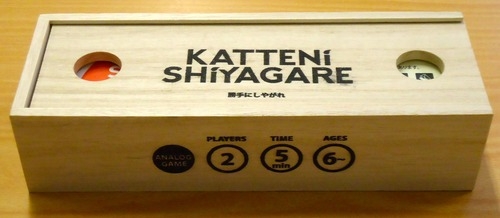 KATTENi
SHiYAGARE
勝手にしやがれ
PLAYERS TIME AGES
ANALOG
GAME
2 5
min 6~